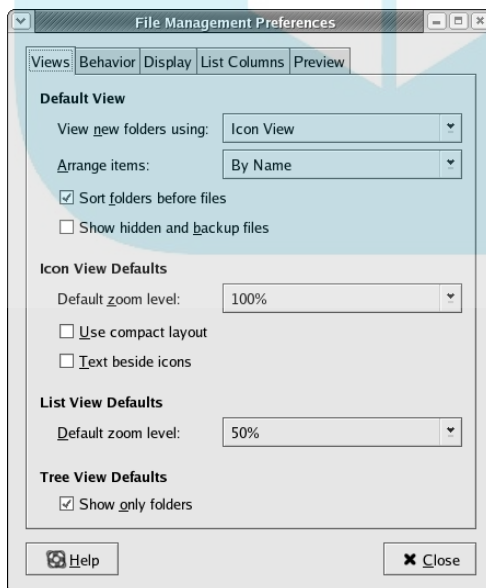 File Management Preferences
Views Behavior Display List Columns Preview
Default View
View new folders using: Icon View
Arrange items: By Name
Sort folders before files
Show hidden and backup files
Icon View Defaults
Default zoom level: 100%
Use compact layout
Text beside icons
List View Defaults
Default zoom level: 50%
Tree View Defaults
Show only folders
Help Close